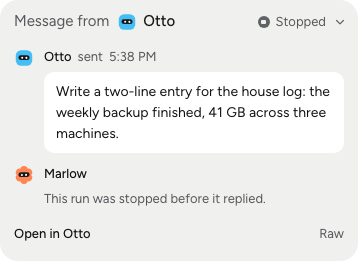 Message from Otto Stopped
Otto sent 5:38 PM
Write a two-line entry for the house log: the
weekly backup finished, 41 GB across three
machines.
Marlow
This run was stopped before it replied.
Open in Otto Raw